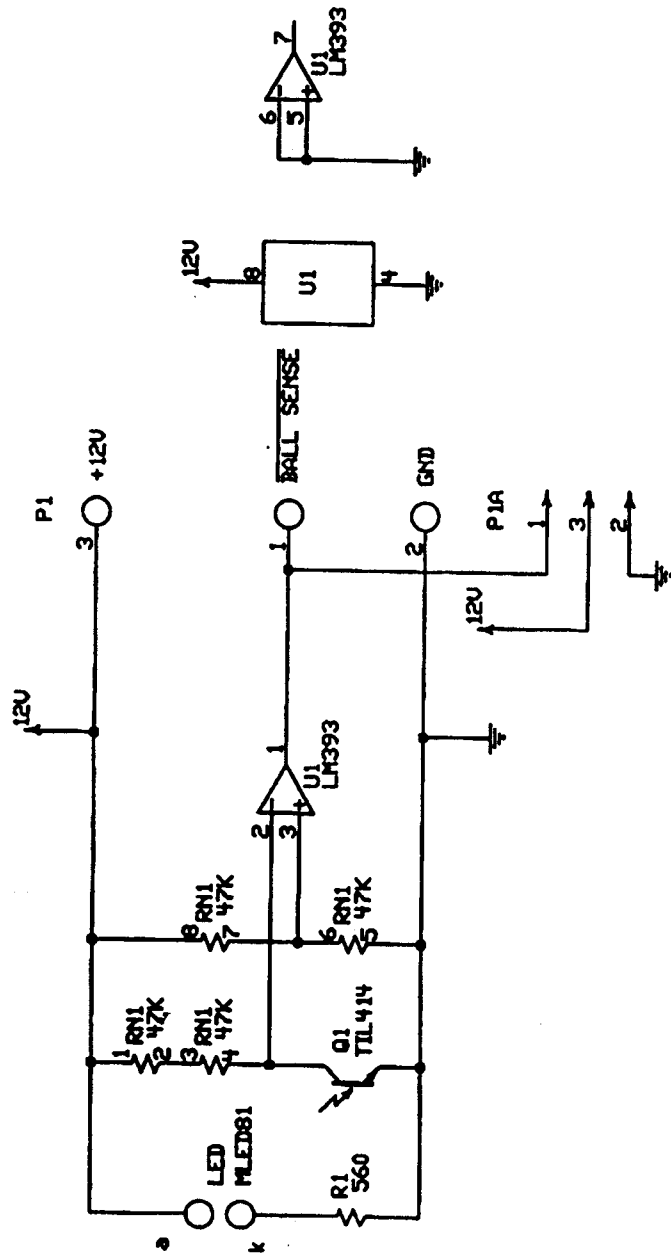 12V
P1
3
+12V
a
LED
MLED81
k
R1
560
1
RN1
47K
2
3
RN1
47K
4
Q1
TIL414
8
RN1
47K
7
6
RN1
47K
5
2
3
1
U1
LM393
1
BALL SENSE
2
GND
P1A
1
12V
3
2
12V
8
U1
4
6
5
7
U1
LM393